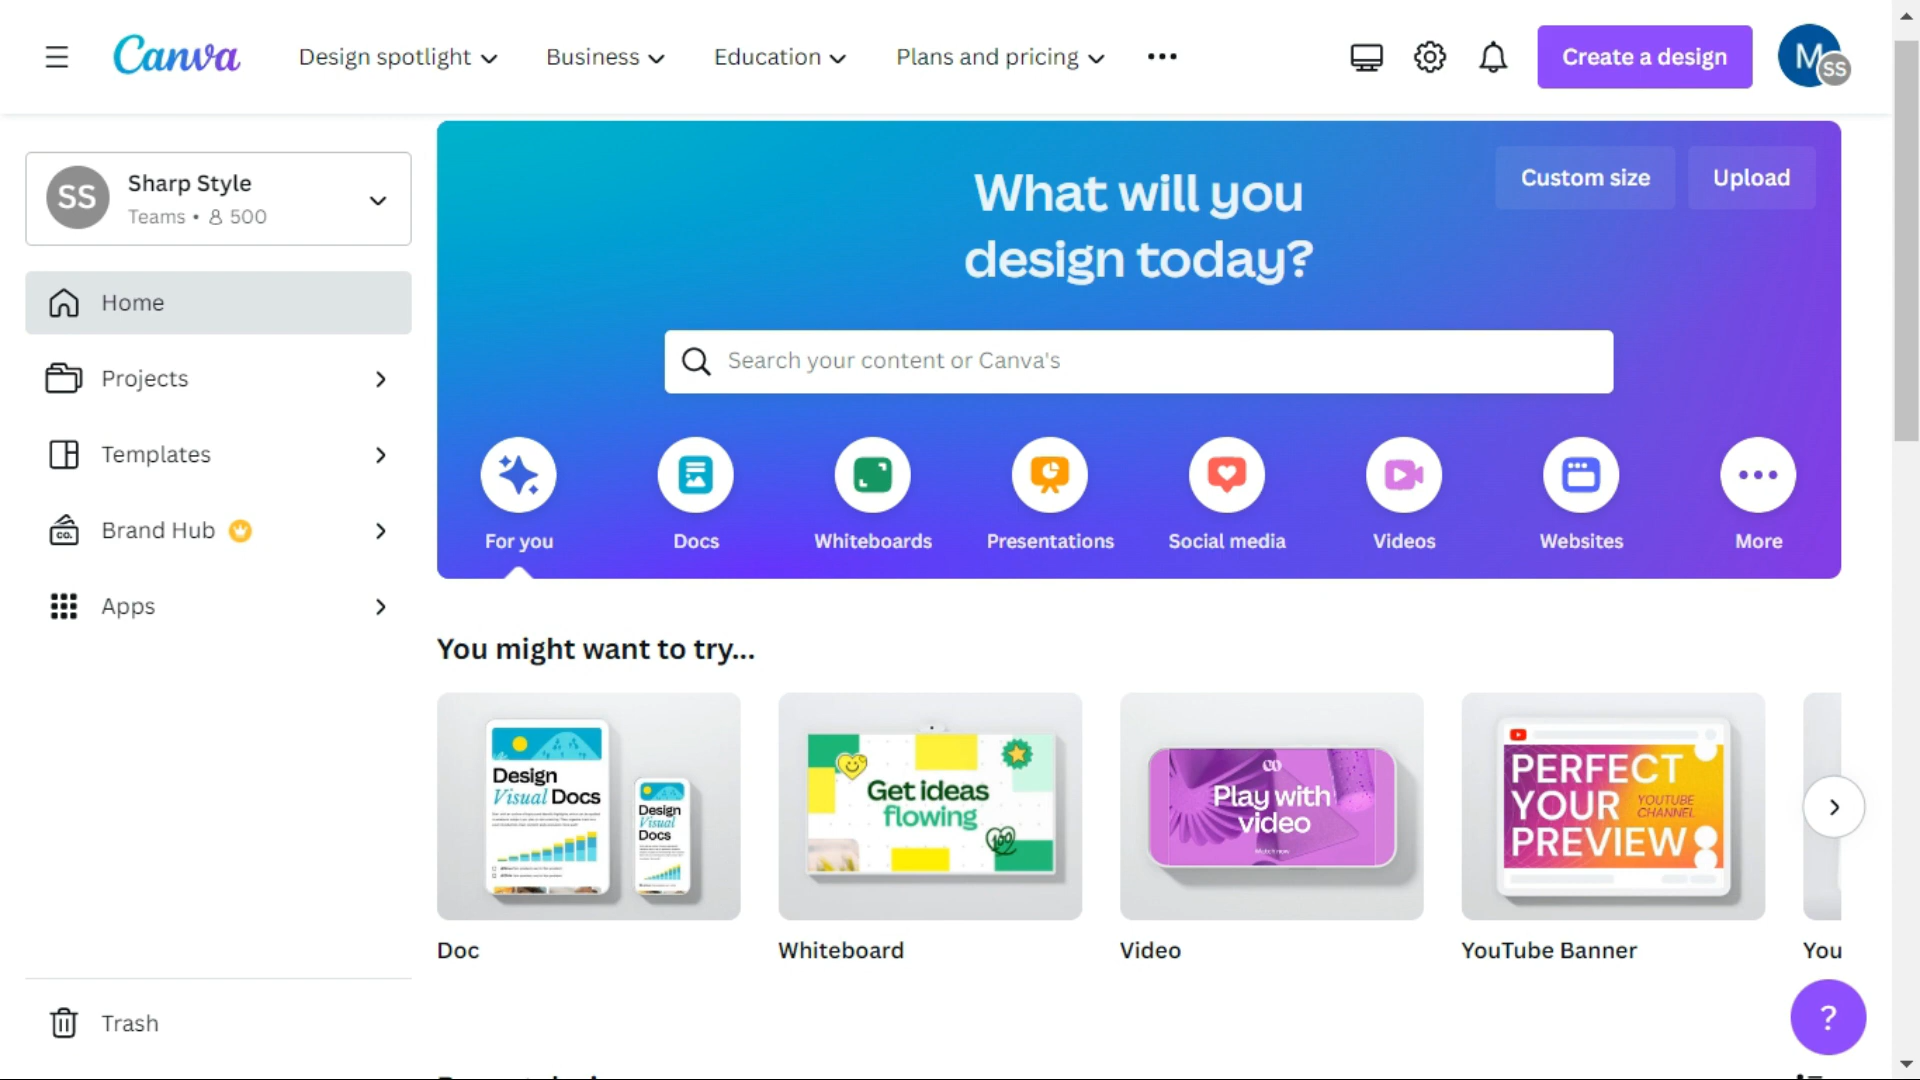 Canva
Design spotlight
Business
Education
Plans and pricing
Create a design
M
SS
SS
Sharp Style
Teams • 500
Home
Projects
Templates
CO.
Brand Hub
Apps
Trash
What will you
design today?
Custom size
Upload
Search your content or Canva's
For you
Docs
Whiteboards
Presentations
Social media
Videos
Websites
More
You might want to try...
Design
Visual Docs
Design
Visual
Docs
Get ideas
flowing
100
Play with
video
PERFECT
YOUR
YOUTUBE
CHANNEL
PREVIEW
Doc
Whiteboard
Video
YouTube Banner
You
?